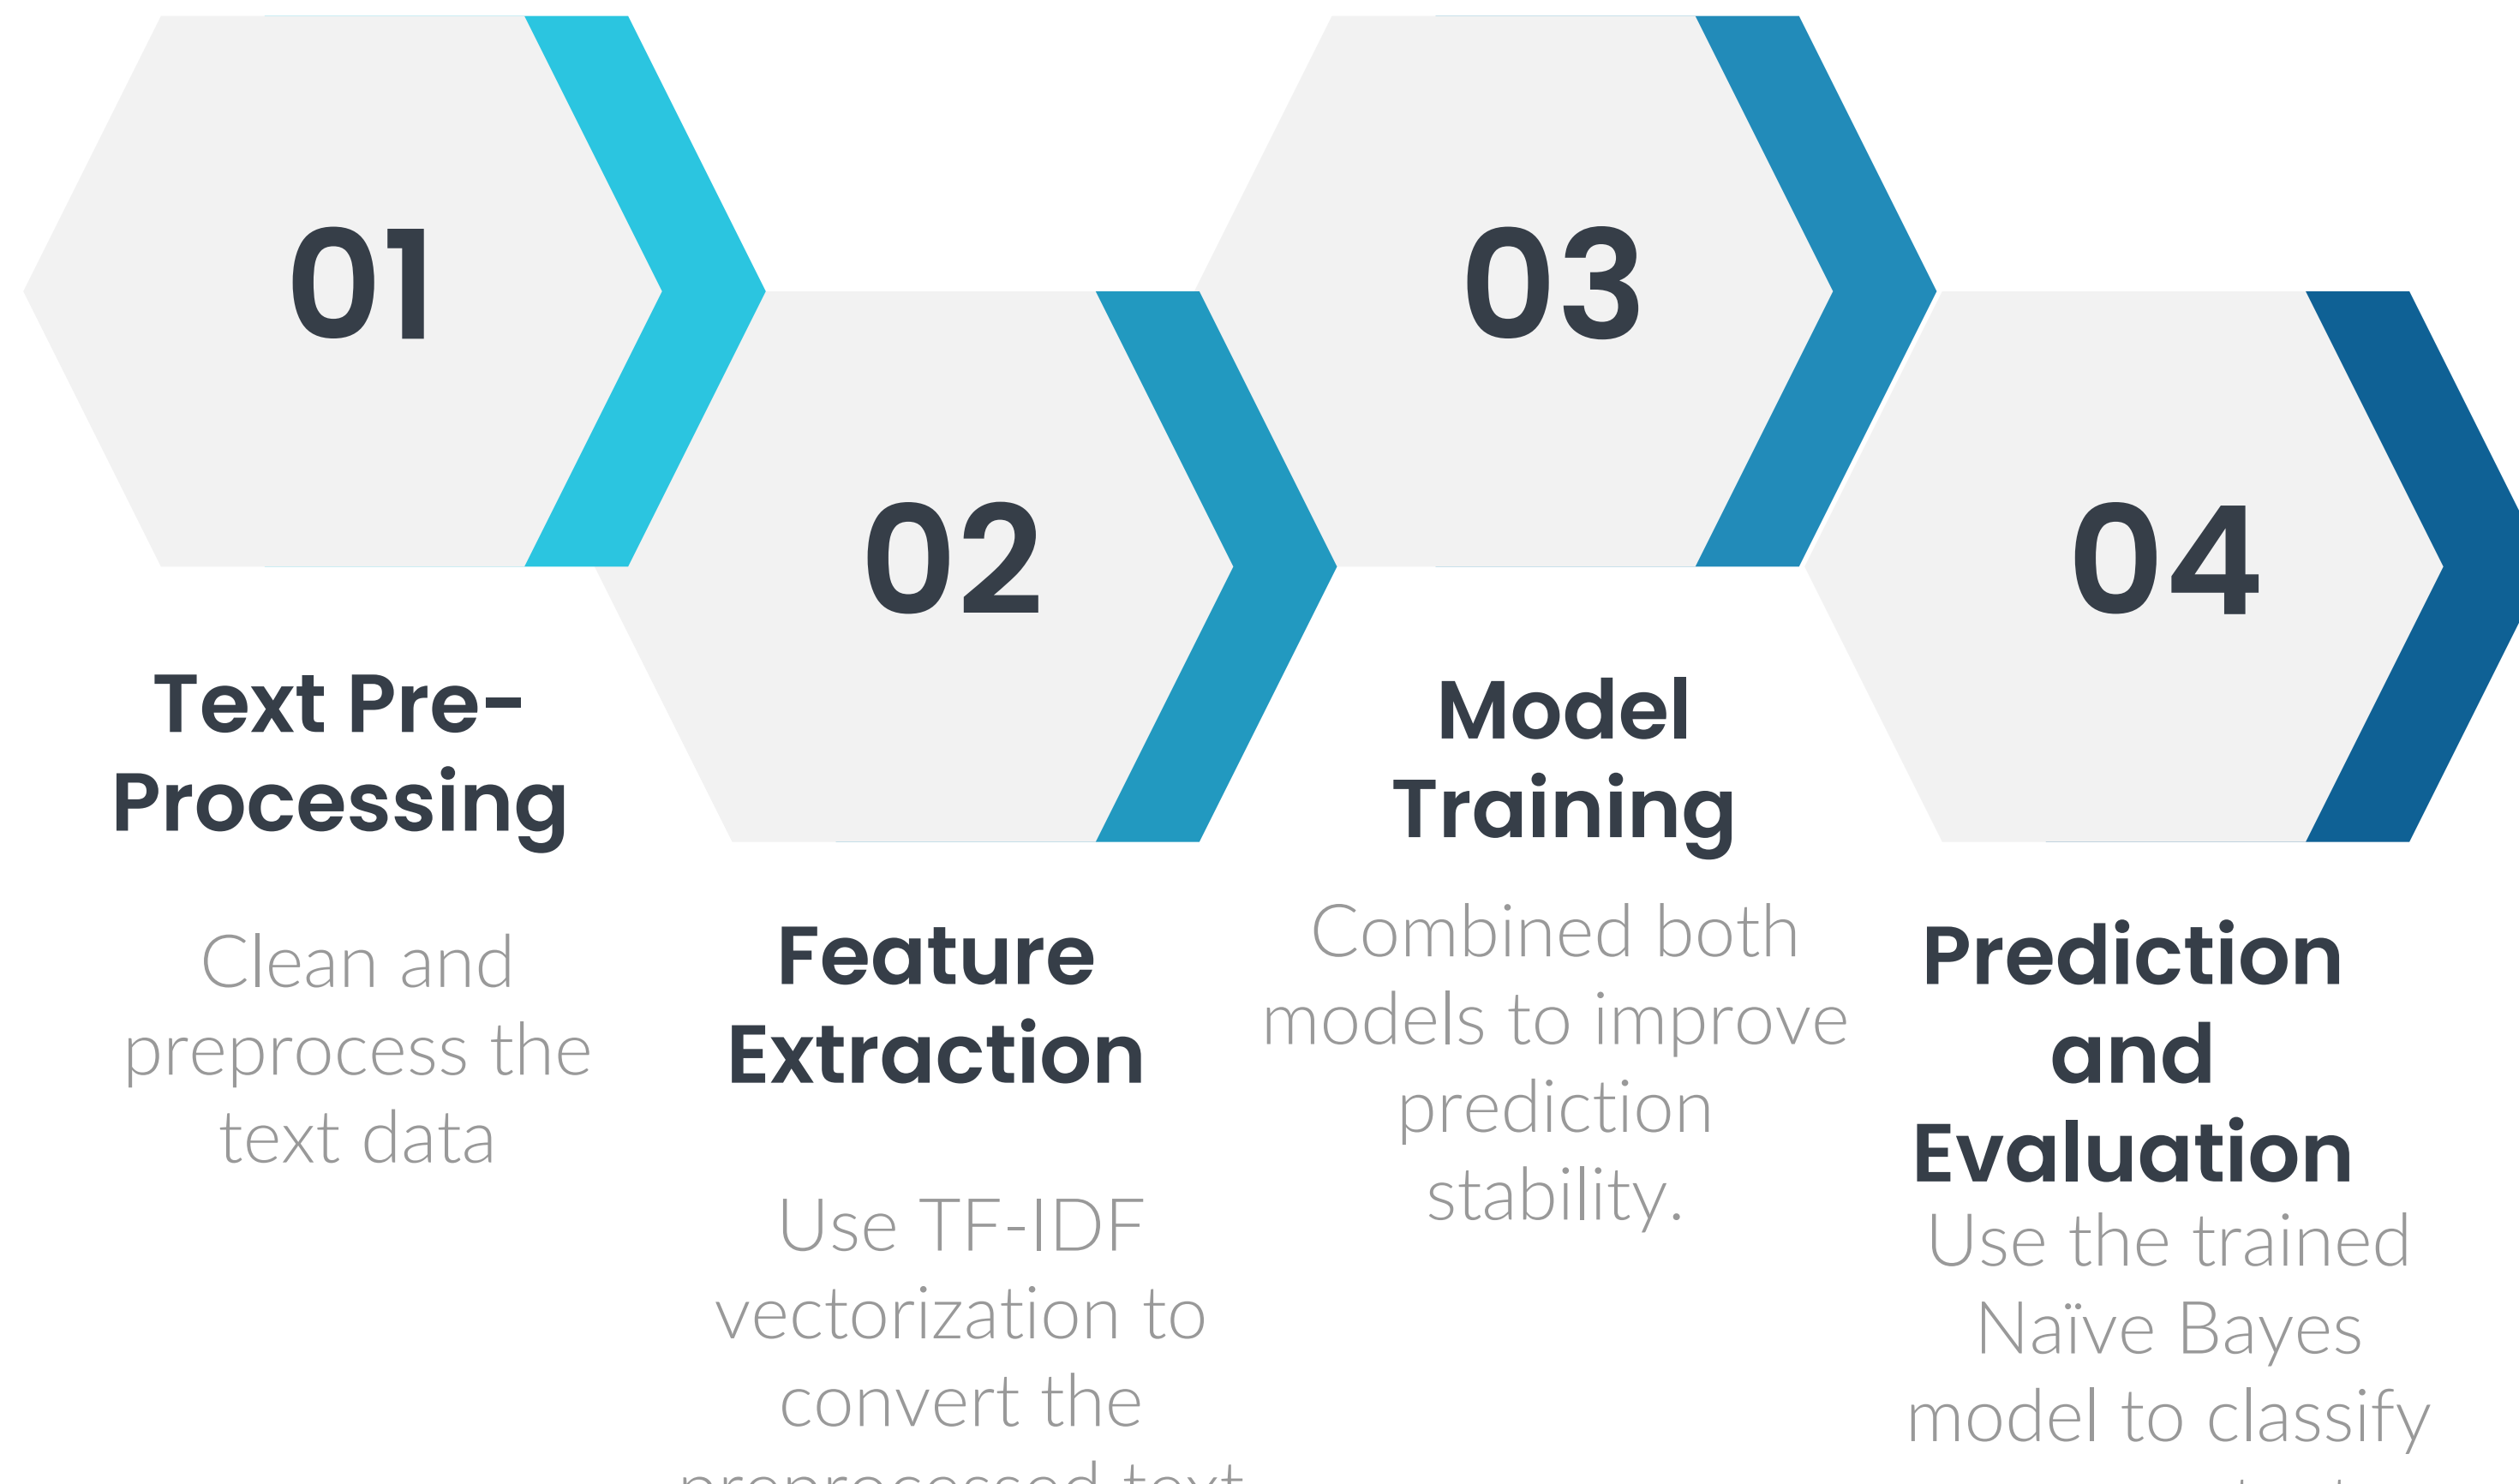 01
Text Pre-
Processing
Clean and
preprocess the
text data
02
Feature
Extraction
Use TF-IDF
vectorization to
convert the
preprocessed text
03
Model
Training
Combined both
models to improve
prediction
stability.
04
Prediction
and
Evaluation
Use the trained
Naïve Bayes
model to classify